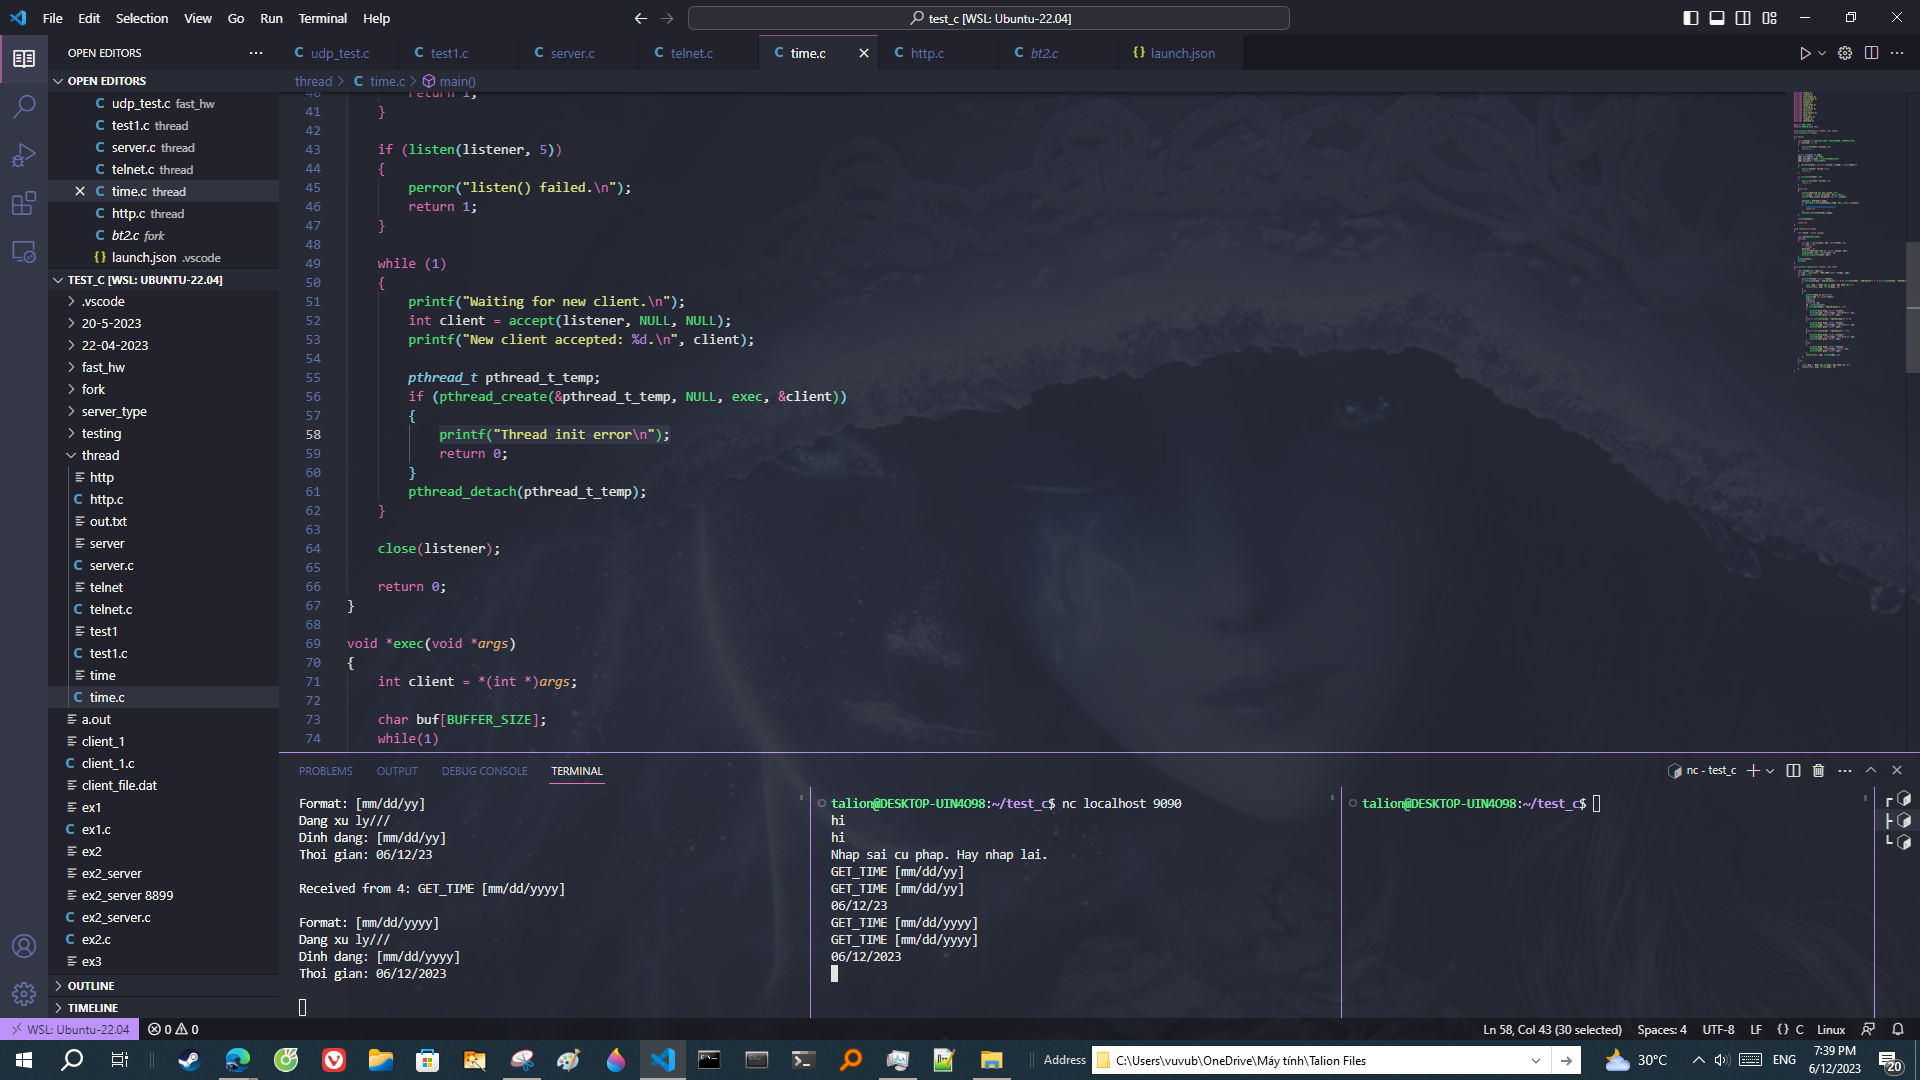 File Edit Selection View Go Run Terminal Help
test_c [WSL: Ubuntu-22.04]
OPEN EDITORS
udp_test.c
test1.c
server.c
telnet.c
time.c
http.c
bt2.c
launch.json
OPEN EDITORS
udp_test.c fast_hw
test1.c thread
server.c thread
telnet.c thread
time.c thread
http.c thread
bt2.c fork
launch.json .vscode
TEST_C [WSL: UBUNTU-22.04]
.vscode
20-5-2023
22-04-2023
fast_hw
fork
server_type
testing
thread
http
http.c
out.txt
server
server.c
telnet
telnet.c
test1
test1.c
time
time.c
a.out
client_1
client_1.c
client_file.dat
ex1
ex1.c
ex2
ex2_server
ex2_server 8899
ex2_server.c
ex2.c
ex3
OUTLINE
TIMELINE
thread > time.c > main()
40 return 1;
41 }
42
43 if (listen(listener, 5))
44 {
45 perror("listen() failed.\n");
46 return 1;
47 }
48
49 while (1)
50 {
51 printf("Waiting for new client.\n");
52 int client = accept(listener, NULL, NULL);
53 printf("New client accepted: %d.\n", client);
54
55 pthread_t pthread_t_temp;
56 if (pthread_create(&pthread_t_temp, NULL, exec, &client))
57 {
58 printf("Thread init error\n");
59 return 0;
60 }
61 pthread_detach(pthread_t_temp);
62 }
63
64 close(listener);
65
66 return 0;
67 }
68
69 void *exec(void *args)
70 {
71 int client = *(int *)args;
72
73 char buf[BUFFER_SIZE];
74 while(1)
PROBLEMS OUTPUT DEBUG CONSOLE TERMINAL
nc - test_c
Format: [mm/dd/yy]
Dang xu ly///
Dinh dang: [mm/dd/yy]
Thoi gian: 06/12/23
Received from 4: GET_TIME [mm/dd/yyyy]
Format: [mm/dd/yyyy]
Dang xu ly///
Dinh dang: [mm/dd/yyyy]
Thoi gian: 06/12/2023
talion@DESKTOP-UIN4O98:~/test_c$ nc localhost 9090
hi
hi
Nhap sai cu phap. Hay nhap lai.
GET_TIME [mm/dd/yy]
GET_TIME [mm/dd/yy]
06/12/23
GET_TIME [mm/dd/yyyy]
GET_TIME [mm/dd/yyyy]
06/12/2023
talion@DESKTOP-UIN4O98:~/test_c$
WSL: Ubuntu-22.04
0 0
Ln 58, Col 43 (30 selected)
Spaces: 4
UTF-8
LF
{} C
Linux
Address
C:\Users\vuvub\OneDrive\Máy tính\Talion Files
30°C
ENG
7:39 PM
6/12/2023
20